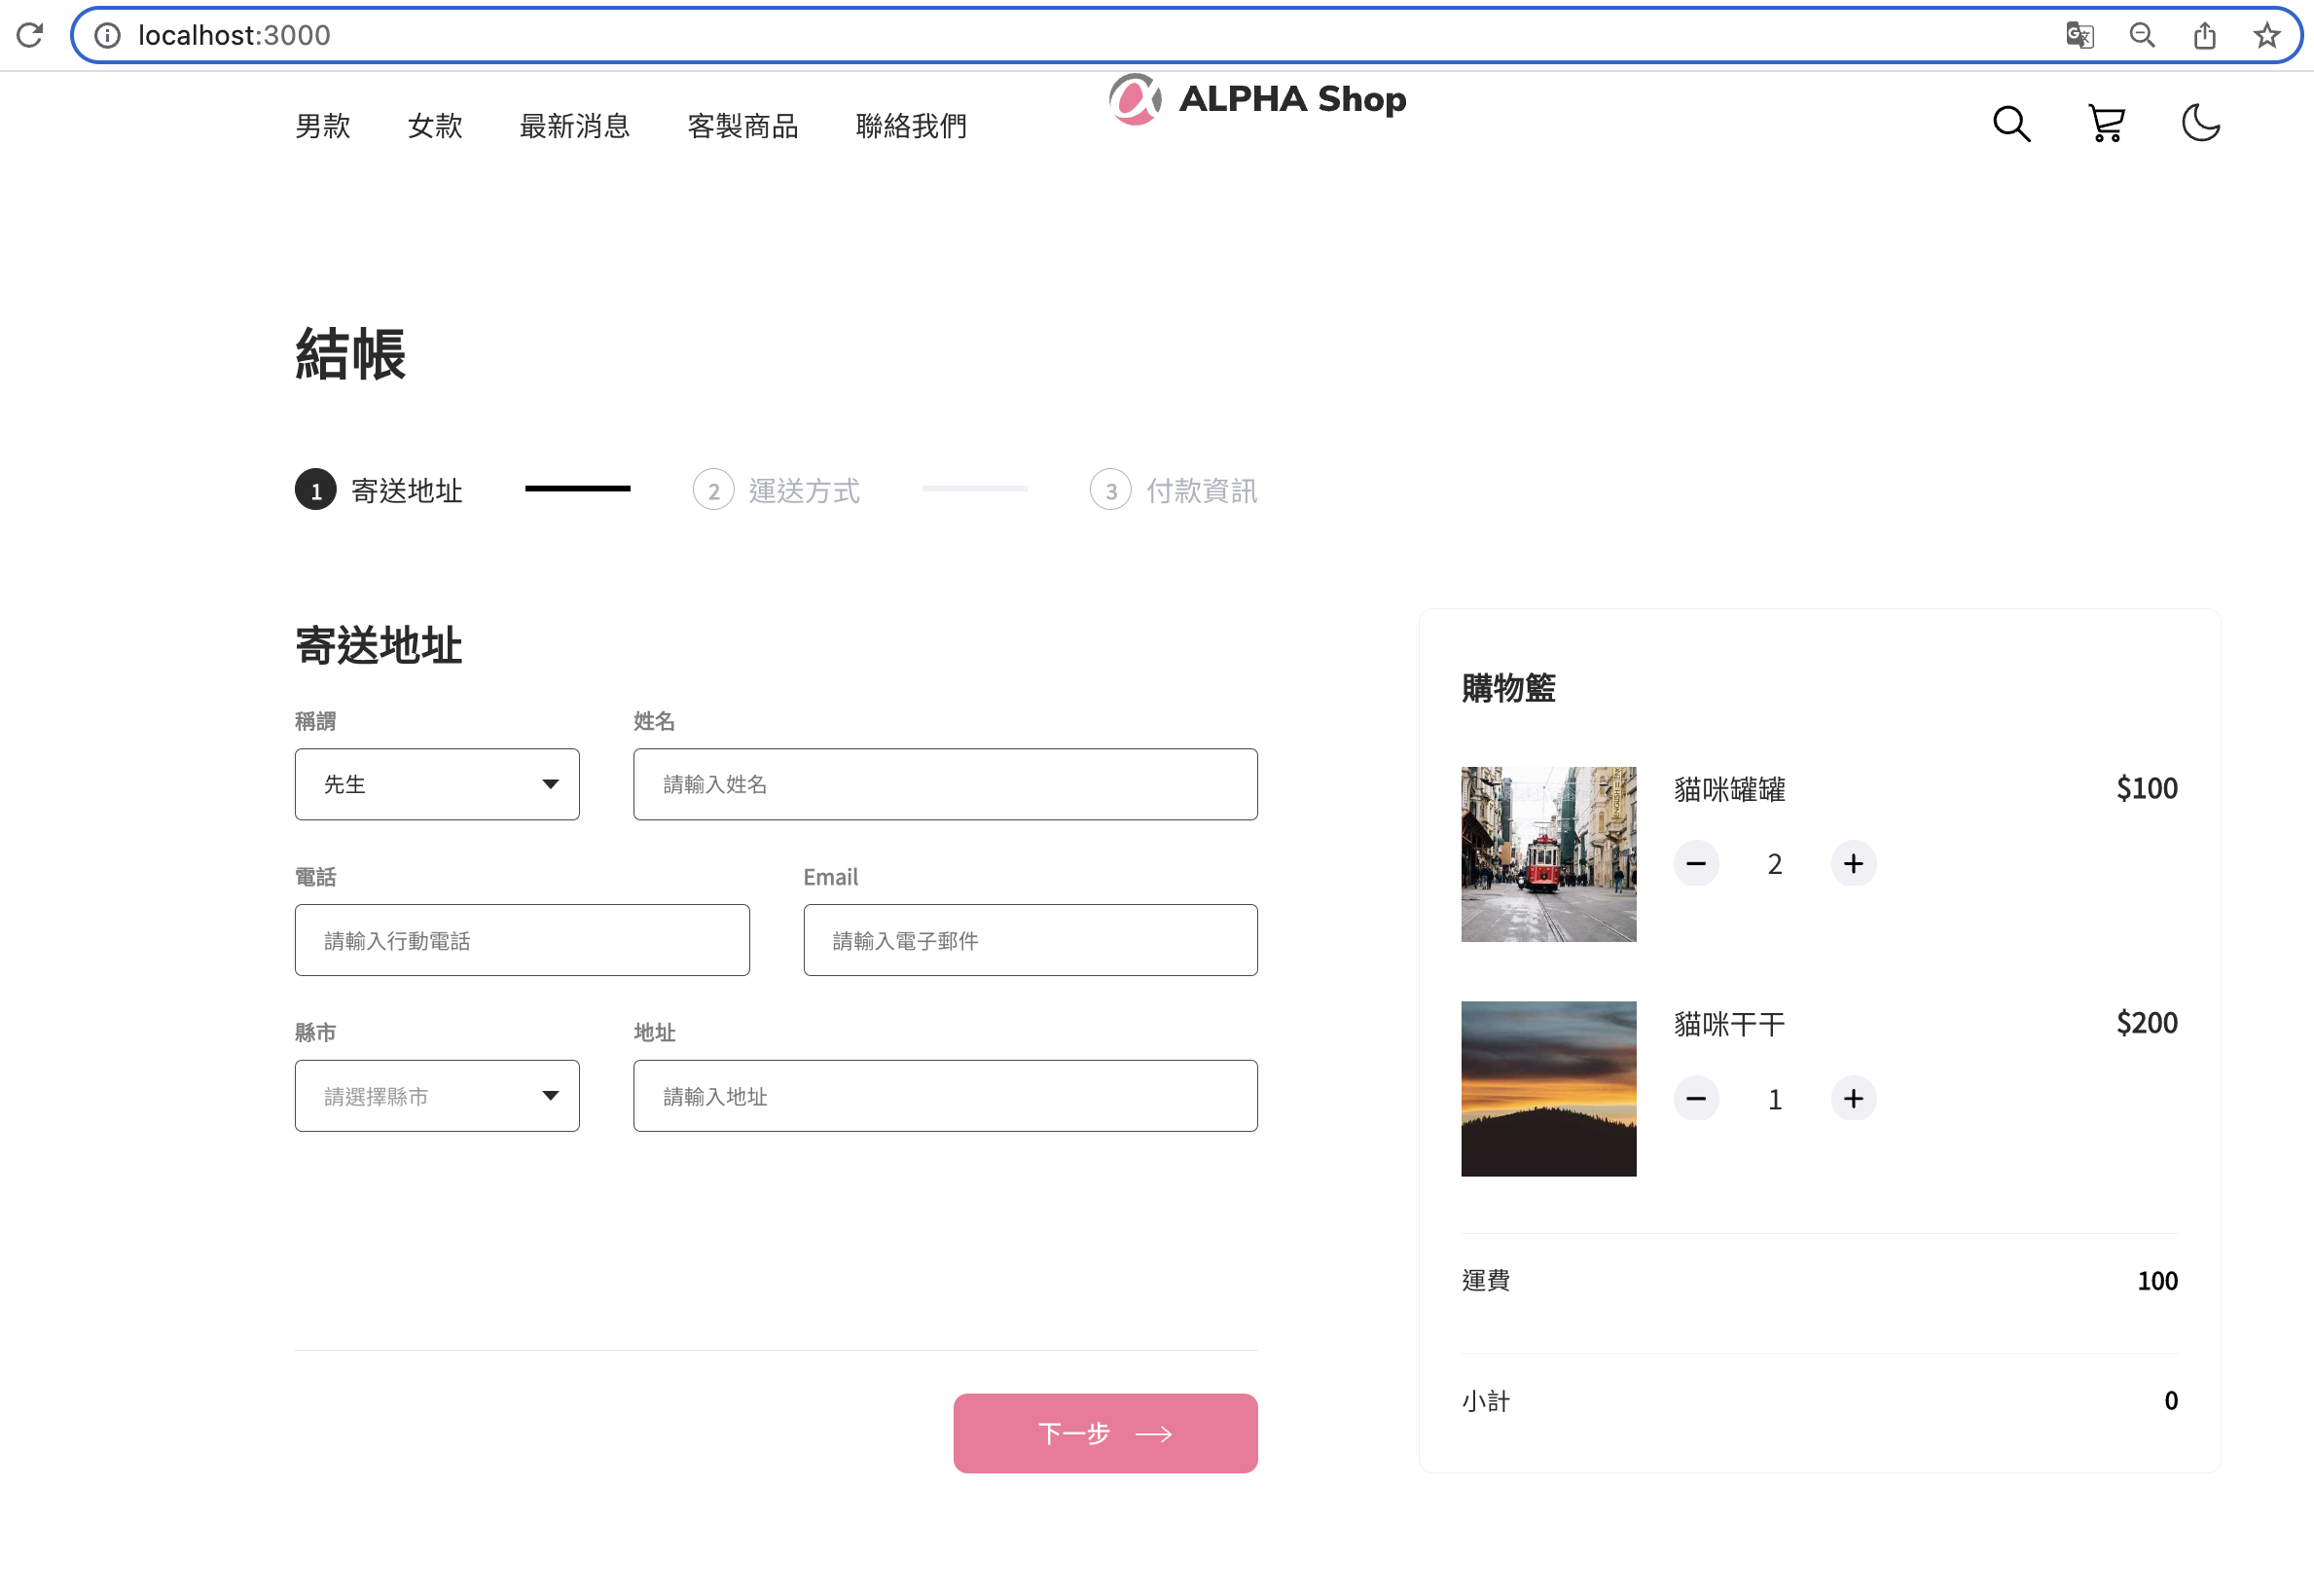 localhost:3000
男款 女款 最新消息 客製商品 聯絡我們
ALPHA Shop
結帳
1 寄送地址 2 運送方式 3 付款資訊
寄送地址
稱謂 姓名
先生 請輸入姓名
電話 Email
請輸入行動電話 請輸入電子郵件
縣市 地址
請選擇縣市 請輸入地址
下一步
購物籃
貓咪罐罐 $100
2
貓咪干干 $200
1
運費 100
小計 0